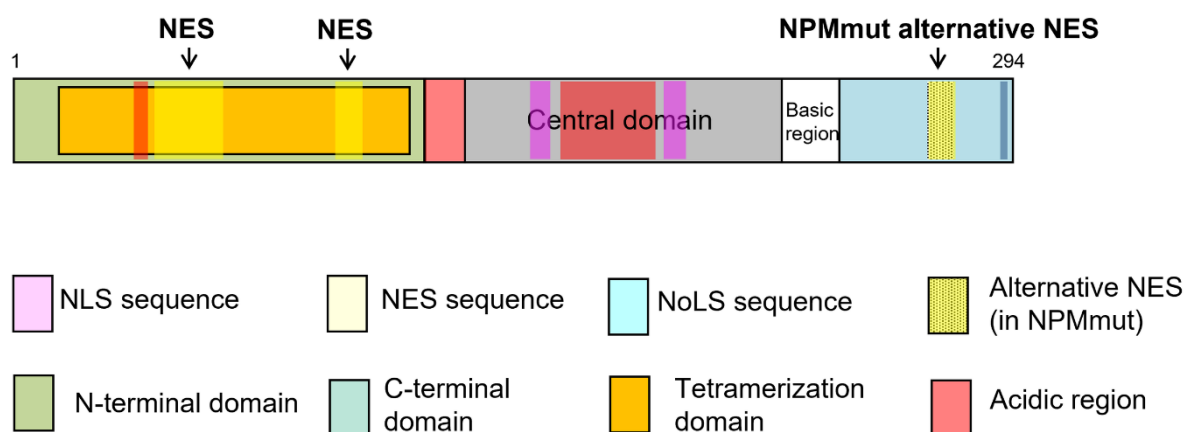 NES
NES
NPMmut alternative NES
1
294
Central domain
Basic
region
NLS sequence
NES sequence
NoLS sequence
Alternative NES
(in NPMmut)
N-terminal domain
C-terminal
domain
Tetramerization
domain
Acidic region